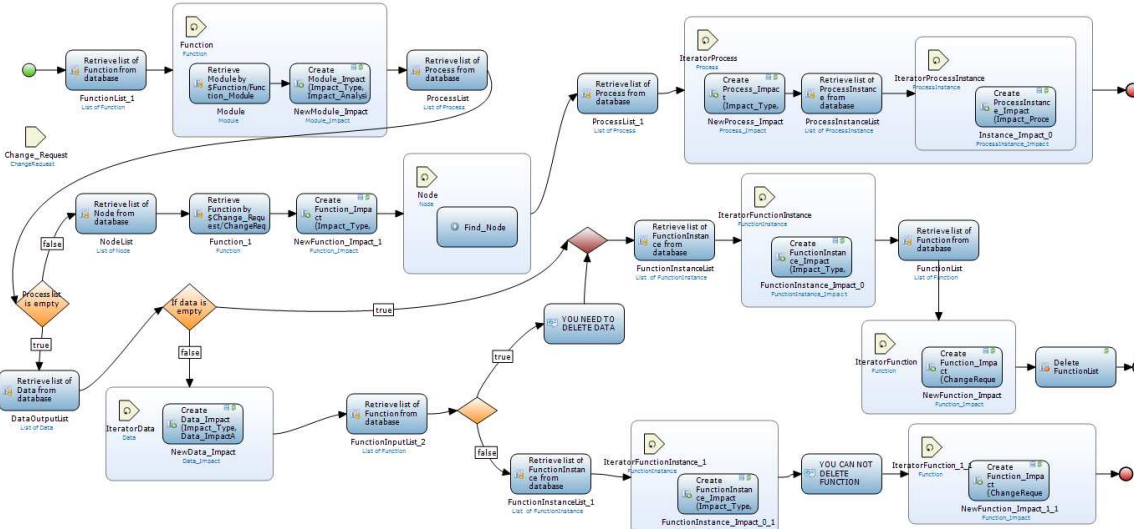 Retrieve list of
Function from
database
FunctionList_1
List of Function
Function
Function
Retrieve
Module by
$Function/Func
tion_Module
Module
Module
Create
Module_Impact
(Impact_Type,
Impact_Analysi
NewModule_Impact
Module_Impact
Retrieve list of
Process from
database
ProcessList
List of Process
Change_Request
ChangeRequest
Retrieve list of
Process from
database
ProcessList_1
List of Process
IteratorProcess
Process
Create
Process_Impac
t
(Impact_Type,
NewProcess_Impact
Process_Impact
Retrieve list of
ProcessInstan
ce from
database
ProcessInstanceList
List of ProcessInstance
IteratorProcessInstance
ProcessInstance
Create
ProcessInstanc
e_Impact
(Impact_Proce
Instance_Impact_0
ProcessInstance_Impact
Retrieve list of
Node from
database
NodeList
List of Node
Retrieve
Function by
$Change_Requ
est/ChangeReq
Function_1
Function
Create
Function_Impa
ct
(Impact_Type,
NewFunction_Impact_1
Function_Impact
Node
Node
Find_Node
false
Process list
is empty
true
If data is
empty
true
false
Retrieve list of
FunctionInstan
ce from
database
FunctionInstanceList
List of FunctionInstance
IteratorFunctionInstance
FunctionInstance
Create
FunctionInstan
ce_Impact
(Impact_Type,
FunctionInstance_Impact_0
FunctionInstance_Impact
Retrieve list of
Function from
database
FunctionList
List of Function
YOU NEED TO
DELETE DATA
true
IteratorFunction
Function
Create
Function_Impa
ct
(ChangeReque
NewFunction_Impact
Function_Impact
Delete
FunctionList
Retrieve list of
Data from
database
DataOutputList
List of Data
IteratorData
Data
Create
Data_Impact
(Impact_Type,
Data_ImpactA
NewData_Impact
Data_Impact
Retrieve list of
Function from
database
FunctionInputList_2
List of Function
false
Retrieve list of
FunctionInstan
ce from
database
FunctionInstanceList_1
List of FunctionInstance
IteratorFunctionInstance_1
FunctionInstance
Create
FunctionInstan
ce_Impact
(Impact_Type,
FunctionInstance_Impact_0_1
YOU CAN NOT
DELETE
FUNCTION
IteratorFunction_1_1
Function
Create
Function_Impa
ct
(ChangeReque
NewFunction_Impact_1_1
Function_Impact